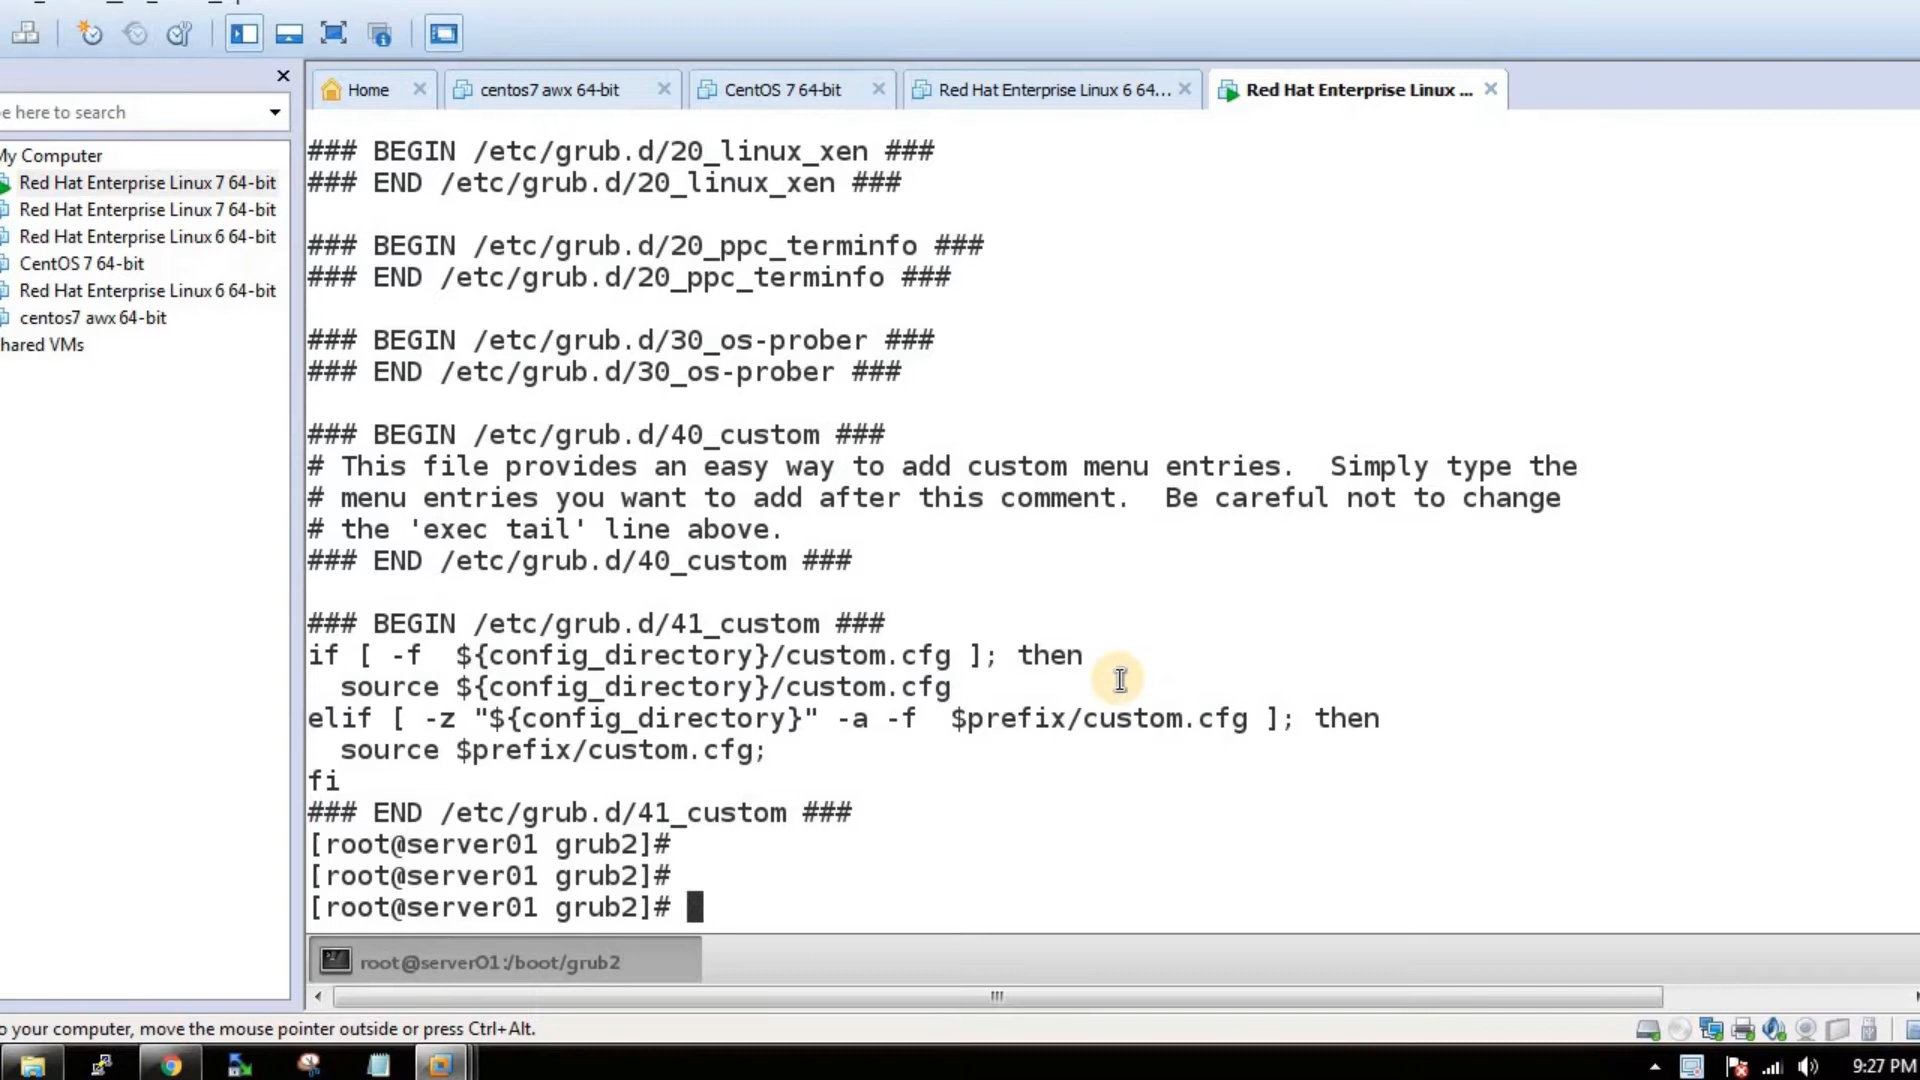 Home
centos7 awx 64-bit
CentOS 7 64-bit
Red Hat Enterprise Linux 6 64...
Red Hat Enterprise Linux ...
e here to search
My Computer
Red Hat Enterprise Linux 7 64-bit
Red Hat Enterprise Linux 7 64-bit
Red Hat Enterprise Linux 6 64-bit
CentOS 7 64-bit
Red Hat Enterprise Linux 6 64-bit
centos7 awx 64-bit
hared VMs
### BEGIN /etc/grub.d/20_linux_xen ###
### END /etc/grub.d/20_linux_xen ###
### BEGIN /etc/grub.d/20_ppc_terminfo ###
### END /etc/grub.d/20_ppc_terminfo ###
### BEGIN /etc/grub.d/30_os-prober ###
### END /etc/grub.d/30_os-prober ###
### BEGIN /etc/grub.d/40_custom ###
# This file provides an easy way to add custom menu entries.  Simply type the
# menu entries you want to add after this comment.  Be careful not to change
# the 'exec tail' line above.
### END /etc/grub.d/40_custom ###
### BEGIN /etc/grub.d/41_custom ###
if [ -f  ${config_directory}/custom.cfg ]; then
  source ${config_directory}/custom.cfg
elif [ -z "${config_directory}" -a -f  $prefix/custom.cfg ]; then
  source $prefix/custom.cfg;
fi
### END /etc/grub.d/41_custom ###
[root@server01 grub2]#
[root@server01 grub2]#
[root@server01 grub2]#
root@server01:/boot/grub2
o your computer, move the mouse pointer outside or press Ctrl+Alt.
9:27 PM